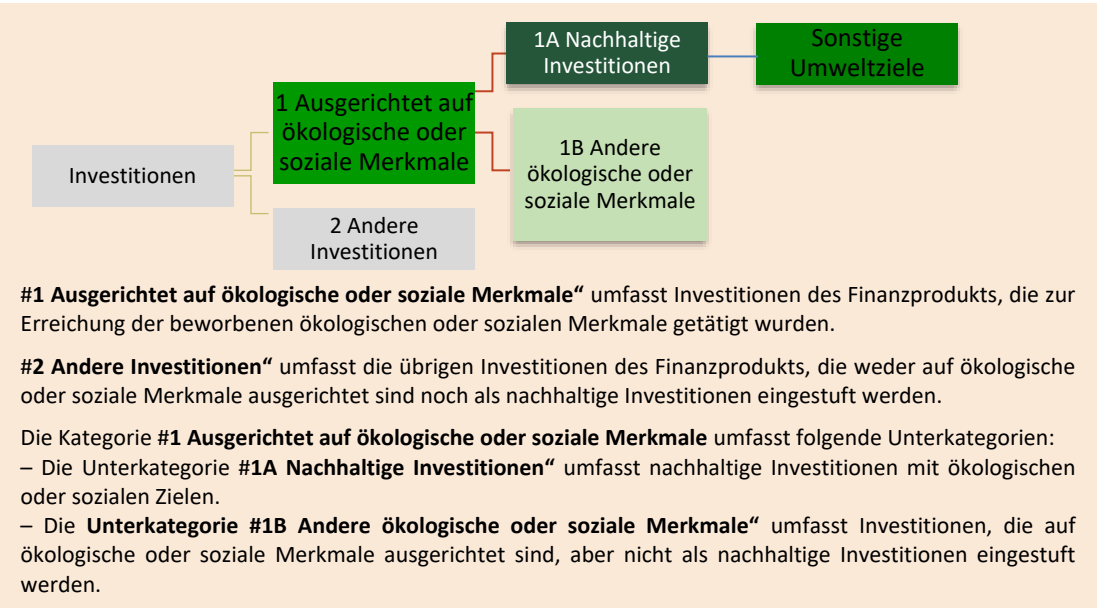 1A Nachhaltige
Investitionen
Sonstige
Umweltziele
1 Ausgerichtet auf
ökologische oder
soziale Merkmale
1B Andere
ökologische oder
soziale Merkmale
Investitionen
2 Andere
Investitionen
#1 Ausgerichtet auf ökologische oder soziale Merkmale“ umfasst Investitionen des Finanzprodukts, die zur
Erreichung der beworbenen ökologischen oder sozialen Merkmale getätigt wurden.
#2 Andere Investitionen“ umfasst die übrigen Investitionen des Finanzprodukts, die weder auf ökologische
oder soziale Merkmale ausgerichtet sind noch als nachhaltige Investitionen eingestuft werden.
Die Kategorie #1 Ausgerichtet auf ökologische oder soziale Merkmale umfasst folgende Unterkategorien:
– Die Unterkategorie #1A Nachhaltige Investitionen“ umfasst nachhaltige Investitionen mit ökologischen
oder sozialen Zielen.
– Die Unterkategorie #1B Andere ökologische oder soziale Merkmale“ umfasst Investitionen, die auf
ökologische oder soziale Merkmale ausgerichtet sind, aber nicht als nachhaltige Investitionen eingestuft
werden.